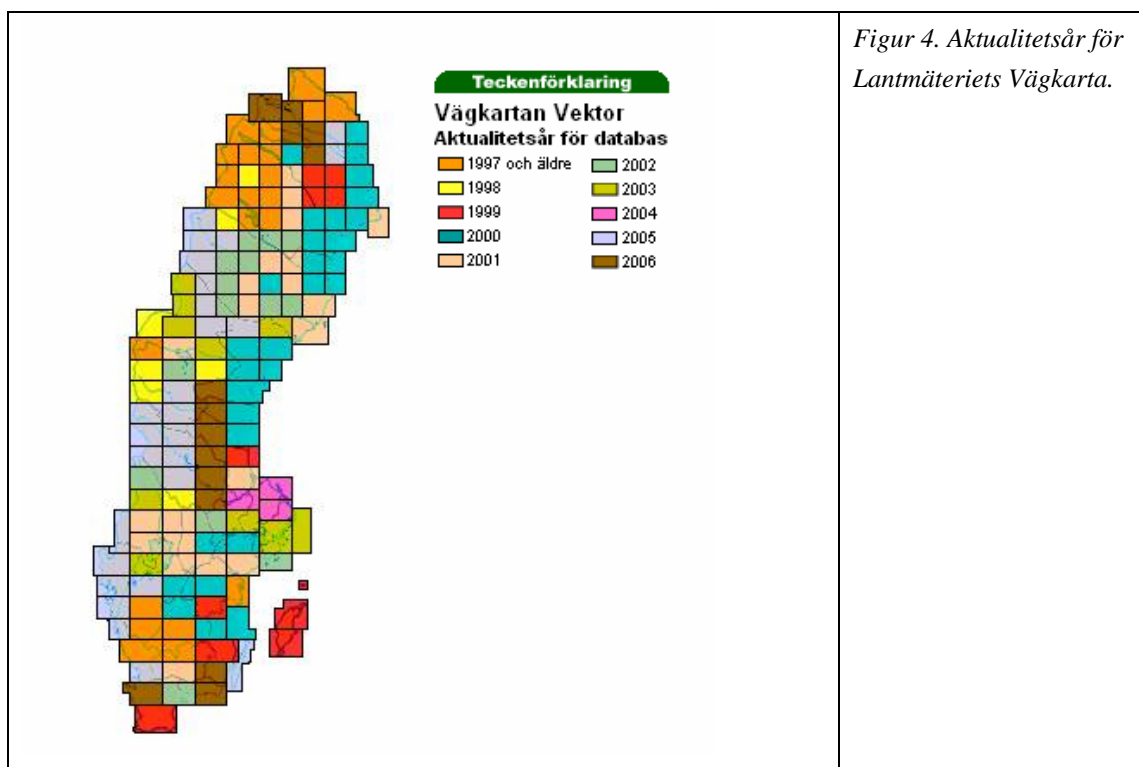 Figur 4. Aktualitetsår för
Lantmäteriets Vägkarta.
Teckenförklaring
Vägkartan Vektor
Aktualitetsår för databas
1997 och äldre
1998
1999
2000
2001
2002
2003
2004
2005
2006